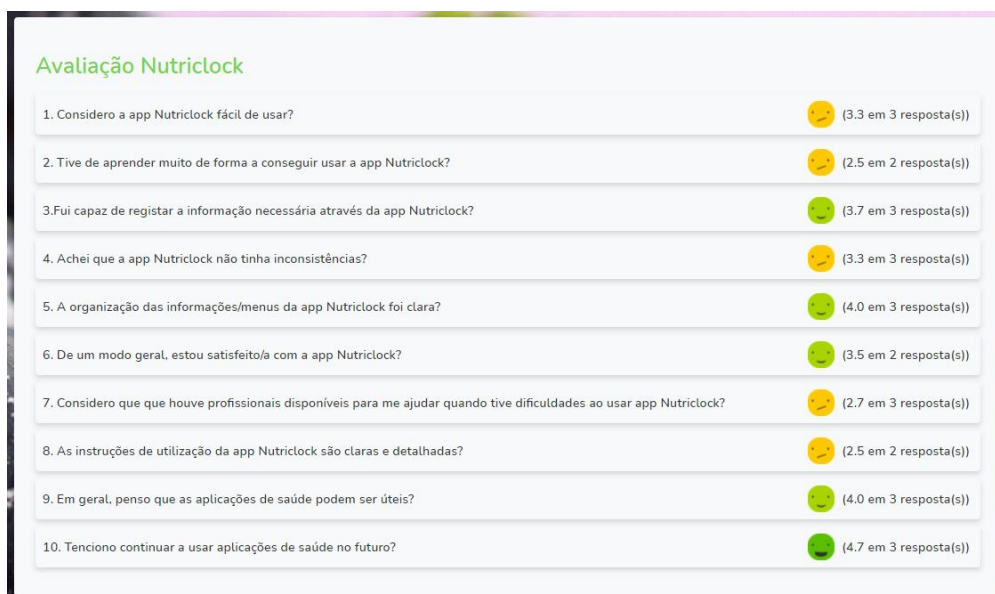 Avaliação Nutriclock
1. Considero a app Nutriclock fácil de usar? (3.3 em 3 resposta(s))
2. Tive de aprender muito de forma a conseguir usar a app Nutriclock? (2.5 em 2 resposta(s))
3.Fui capaz de registar a informação necessária através da app Nutriclock? (3.7 em 3 resposta(s))
4. Achei que a app Nutriclock não tinha inconsistências? (3.3 em 3 resposta(s))
5. A organização das informações/menus da app Nutriclock foi clara? (4.0 em 3 resposta(s))
6. De um modo geral, estou satisfeito/a com a app Nutriclock? (3.5 em 2 resposta(s))
7. Considero que que houve profissionais disponíveis para me ajudar quando tive dificuldades ao usar app Nutriclock? (2.7 em 3 resposta(s))
8. As instruções de utilização da app Nutriclock são claras e detalhadas? (2.5 em 2 resposta(s))
9. Em geral, penso que as aplicações de saúde podem ser úteis? (4.0 em 3 resposta(s))
10. Tenciono continuar a usar aplicações de saúde no futuro? (4.7 em 3 resposta(s))